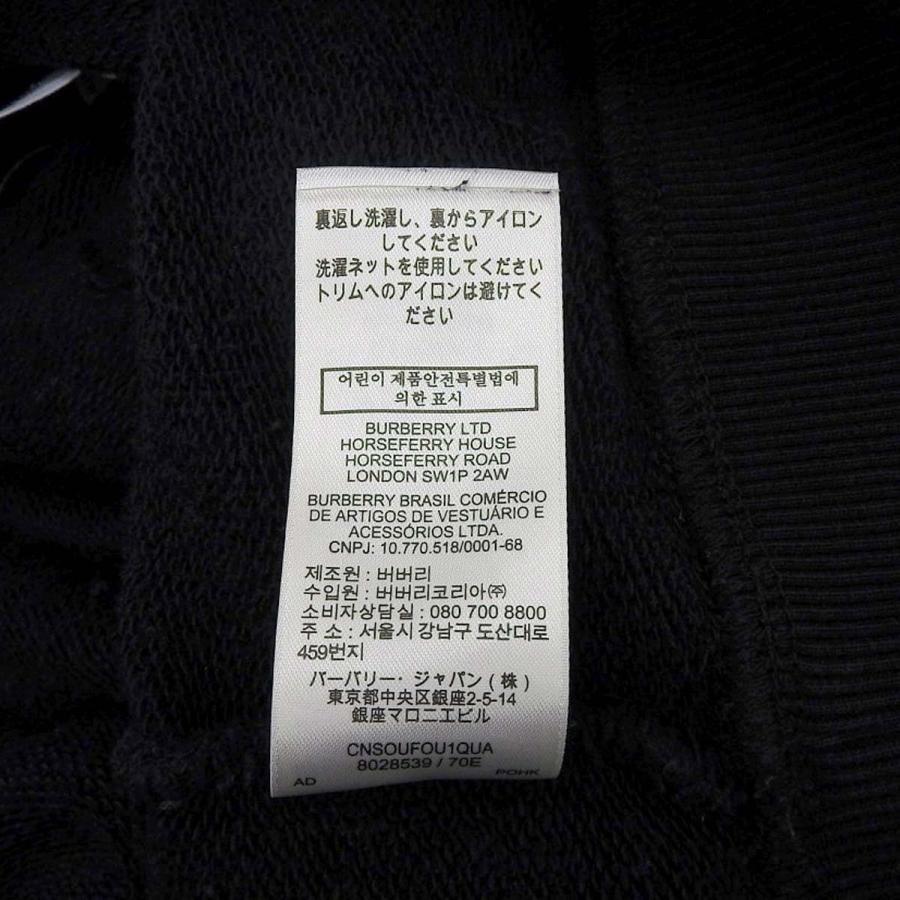 裏返し洗濯し、裏からアイロン
してください
洗濯ネットを使用してください
トリムへのアイロンは避けてく
ださい
어린이 제품안전특별법에
의한 표시
BURBERRY LTD
HORSEFERRY HOUSE
HORSEFERRY ROAD
LONDON SW1P 2AW
BURBERRY BRASIL COMÉRCIO
DE ARTIGOS DE VESTUÁRIO E
ACESSÓRIOS LTDA.
CNPJ: 10.770.518/0001-68
제조원 : 버버리
수입원 : 버버리코리아㈜
소비자상담실 : 080 700 8800
주 소 : 서울시 강남구 도산대로
459번지
バーバリー・ジャパン(株)
東京都中央区銀座2-5-14
銀座マロニエビル
CNSOUFOU1QUA
8028539 / 70E
AD POHK